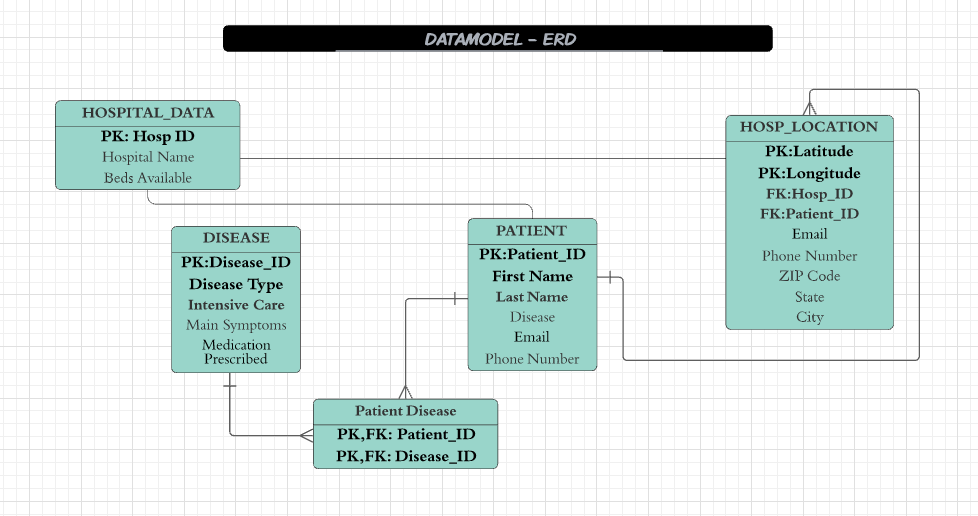 DATAMODEL - ERD
HOSPITAL_DATA
PK: Hosp ID
Hospital Name
Beds Available
HOSP_LOCATION
PK:Latitude
PK:Longitude
FK:Hosp_ID
FK:Patient_ID
Email
Phone Number
ZIP Code
State
City
DISEASE
PK:Disease_ID
Disease Type
Intensive Care
Main Symptoms
Medication
Prescribed
PATIENT
PK:Patient_ID
First Name
Last Name
Disease
Email
Phone Number
Patient Disease
PK,FK: Patient_ID
PK,FK: Disease_ID